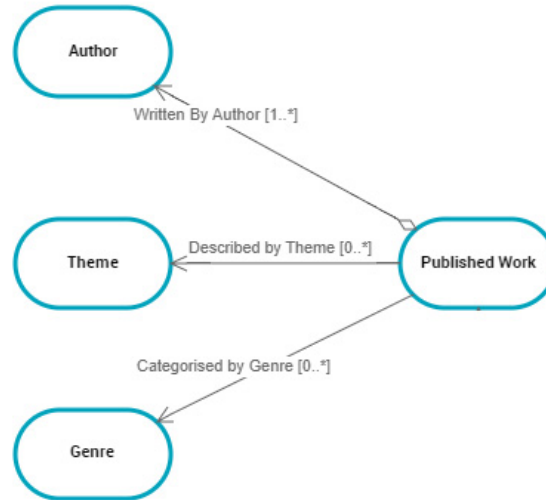 Author
Written By Author [1..*]
Theme
Described by Theme [0..*]
Published Work
Categorised by Genre [0..*]
Genre